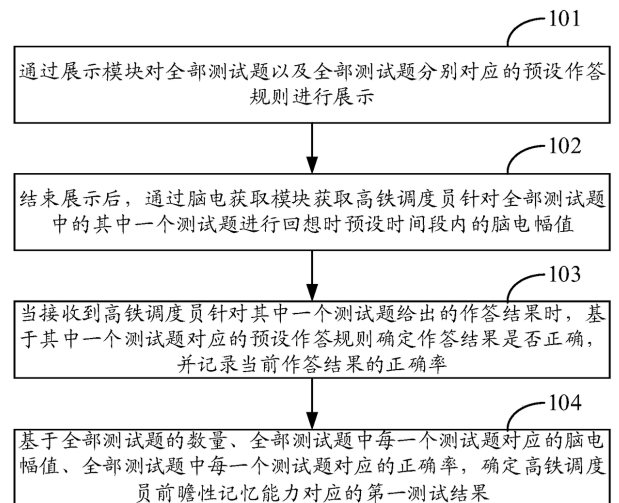 101
通过展示模块对全部测试题以及全部测试题分别对应的预设作答
规则进行展示
102
结束展示后，通过脑电获取模块获取高铁调度员针对全部测试题
中的其中一个测试题进行回想时预设时间段内的脑电幅值
103
当接收到高铁调度员针对其中一个测试题给出的作答结果时，基
于其中一个测试题对应的预设作答规则确定作答结果是否正确，
并记录当前作答结果的正确率
104
基于全部测试题的数量、全部测试题中每一个测试题对应的脑电
幅值、全部测试题中每一个测试题对应的正确率，确定高铁调度
员前瞻性记忆能力对应的第一测试结果